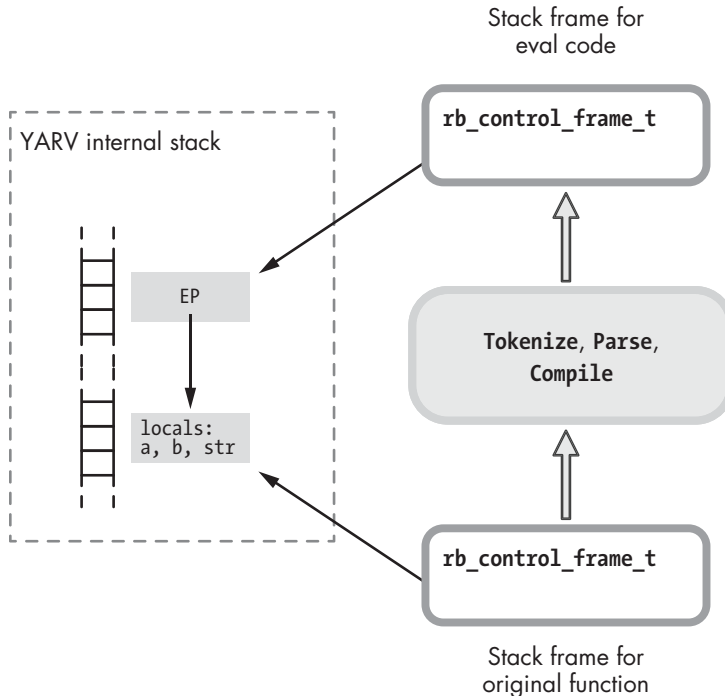 Stack frame for
eval code
rb_control_frame_t
YARV internal stack
EP
Tokenize, Parse,
Compile
locals:
a, b, str
rb_control_frame_t
Stack frame for
original function